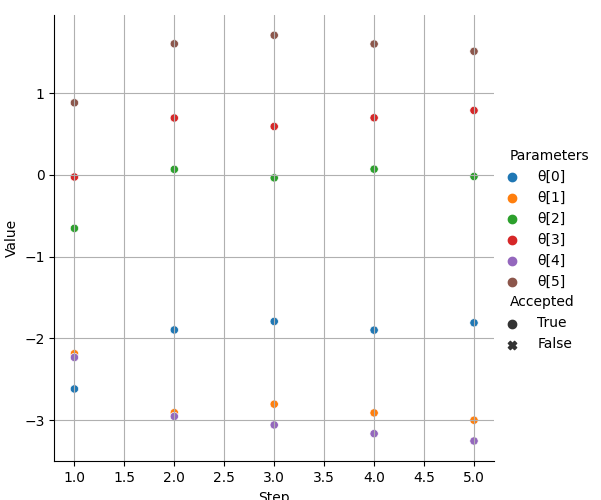 Value
1
0
−1
−2
−3
1.0 1.5 2.0 2.5 3.0 3.5 4.0 4.5 5.0
Step
Parameters
θ[0]
θ[1]
θ[2]
θ[3]
θ[4]
θ[5]
Accepted
True
False